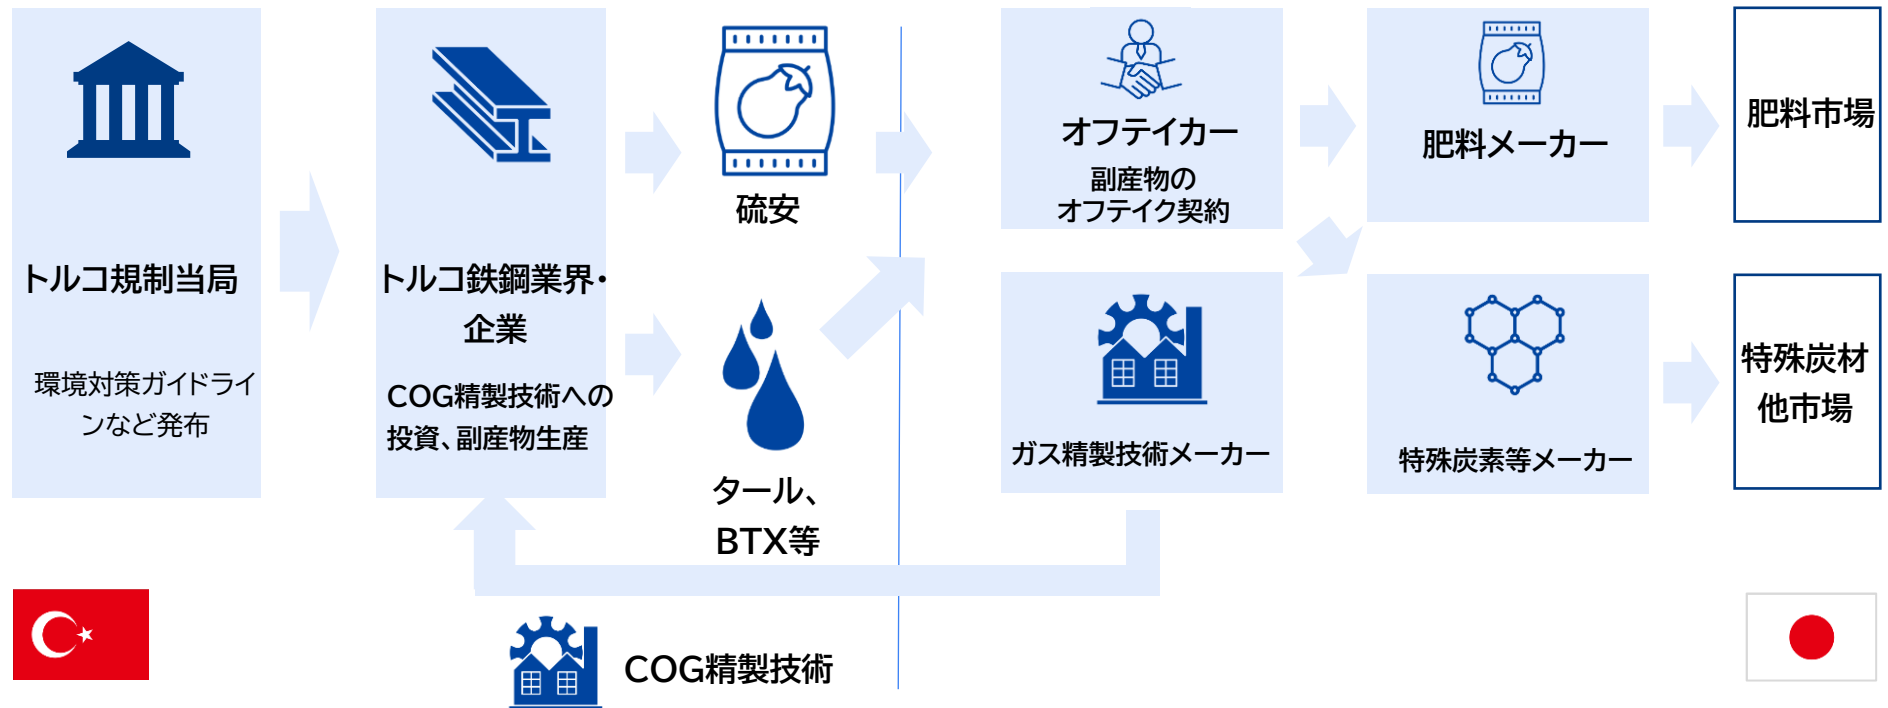 トルコ規制当局
環境対策ガイドライ
ンなど発布
トルコ鉄鋼業界・
企業
COG精製技術への
投資、副産物生産
硫安
タール、
BTX等
オフテイカー
副産物の
オフテイク契約
ガス精製技術メーカー
肥料メーカー
特殊炭素等メーカー
肥料市場
特殊炭材
他市場
COG精製技術